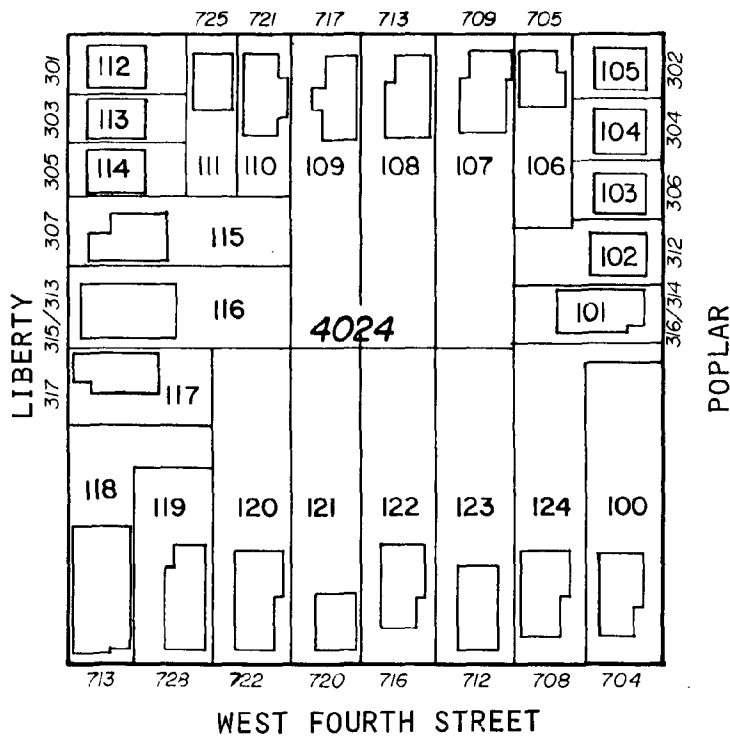 725 721 717 713 709 705
301 112 105 302
303 113 104 304
305 114 111 110 109 108 107 106 103 306
307 115 102 312
315/313 116 4024 101 316/314
LIBERTY
POPLAR
317 117
118 119 120 121 122 123 124 100
713 728 722 720 716 712 708 704
WEST FOURTH STREET